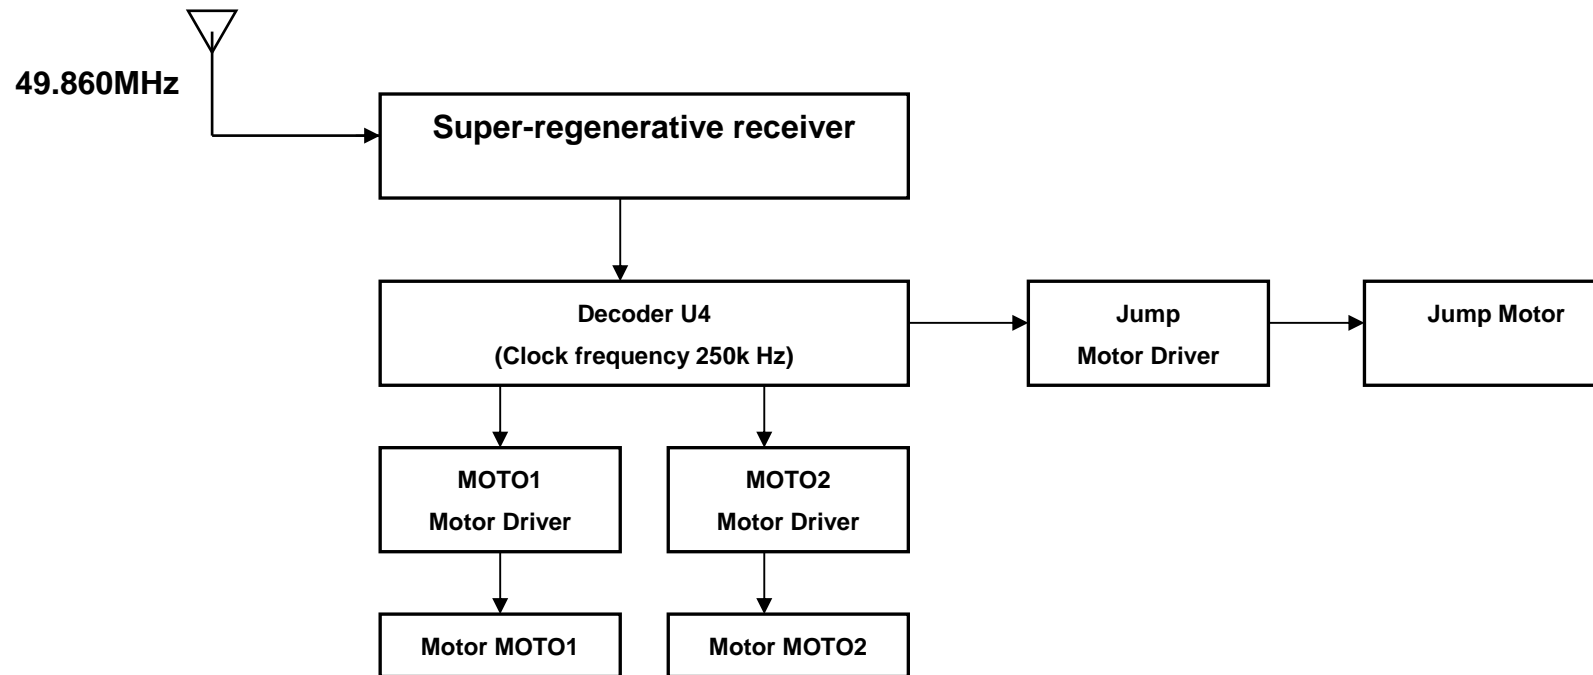 49.860MHz
Super-regenerative receiver
Decoder U4
(Clock frequency 250k Hz)
Jump
Motor Driver
Jump Motor
MOTO1
Motor Driver
MOTO2
Motor Driver
Motor MOTO1
Motor MOTO2